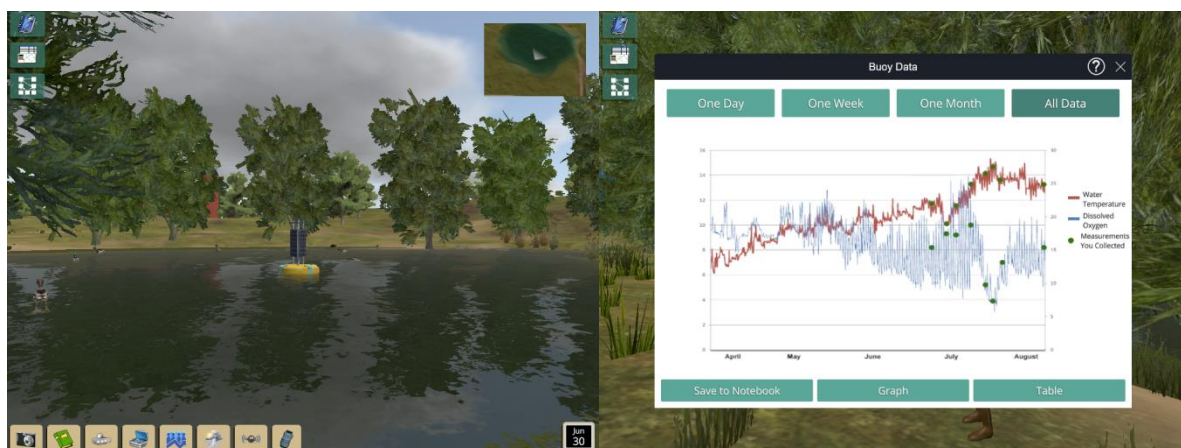 Jun
30
Buoy Data
?
One Day
One Week
One Month
All Data
16
14
12
10
8
6
4
2
0
30
25
20
15
10
5
0
April
May
June
July
August
Water
Temperature
Dissolved
Oxygen
Measurements
You Collected
Save to Notebook
Graph
Table